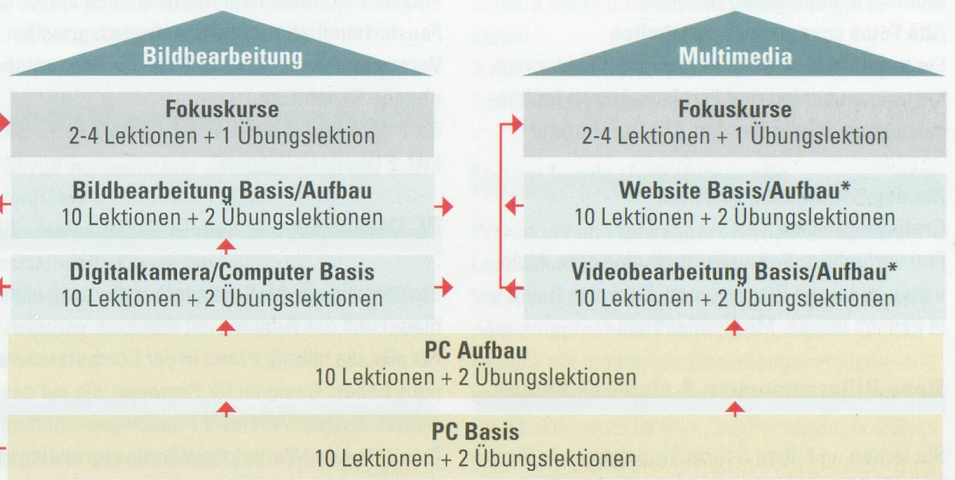 Bildbearbeitung
Fokuskurse
2-4 Lektionen + 1 Übungslektion
Bildbearbeitung Basis/Aufbau
10 Lektionen + 2 Übungslektionen
Digitalkamera/Computer Basis
10 Lektionen + 2 Übungslektionen
Multimedia
Fokuskurse
2-4 Lektionen + 1 Übungslektion
Website Basis/Aufbau*
10 Lektionen + 2 Übungslektionen
Videobearbeitung Basis/Aufbau*
10 Lektionen + 2 Übungslektionen
PC Aufbau
10 Lektionen + 2 Übungslektionen
PC Basis
10 Lektionen + 2 Übungslektionen